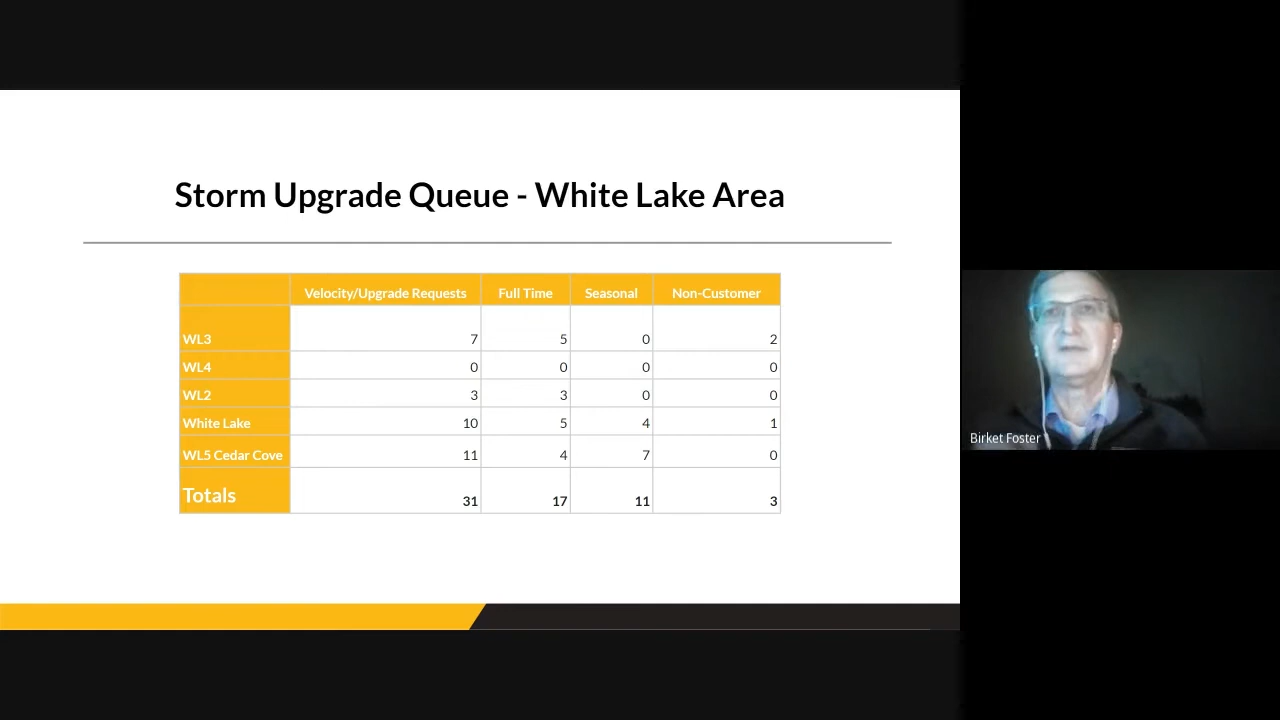 Storm Upgrade Queue - White Lake Area
Velocity/Upgrade Requests Full Time Seasonal Non-Customer
WL3 7 5 0 2
WL4 0 0 0 0
WL2 3 3 0 0
White Lake 10 5 4 1
WL5 Cedar Cove 11 4 7 0
Totals 31 17 11 3
Birket Foster